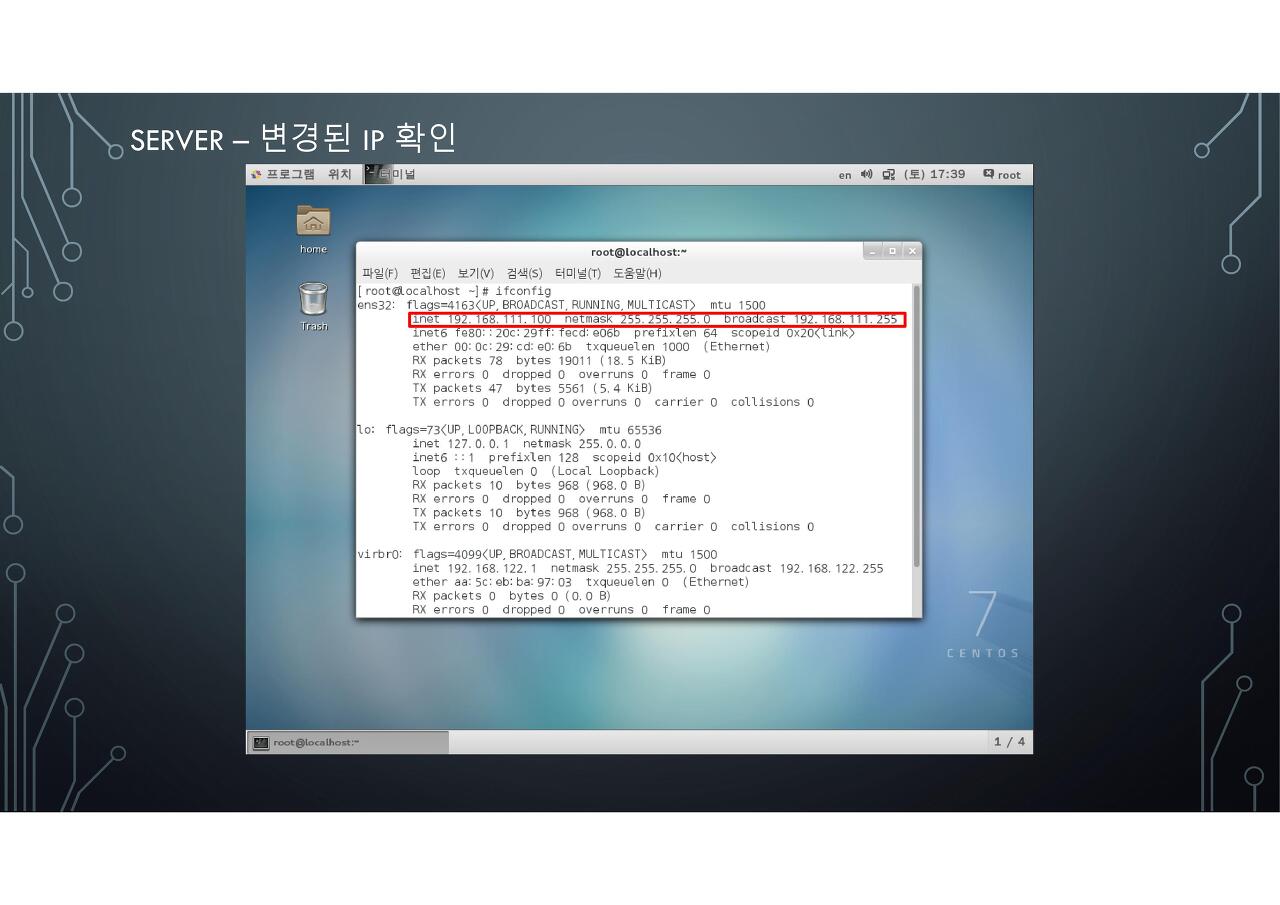 SERVER – 변경된 IP 확인
프로그램 위치 터미널 en (토) 17:39 root
home
Trash
root@localhost:~
파일(F) 편집(E) 보기(V) 검색(S) 터미널(T) 도움말(H)
[root@localhost ~]# ifconfig
ens32: flags=4163<UP,BROADCAST,RUNNING,MULTICAST> mtu 1500
inet 192.168.111.100 netmask 255.255.255.0 broadcast 192.168.111.255
inet6 fe80::20c:29ff:fecd:e06b prefixlen 64 scopeid 0x20<link>
ether 00:0c:29:cd:e0:6b txqueuelen 1000 (Ethernet)
RX packets 78 bytes 19011 (18.5 KiB)
RX errors 0 dropped 0 overruns 0 frame 0
TX packets 47 bytes 5561 (5.4 KiB)
TX errors 0 dropped 0 overruns 0 carrier 0 collisions 0
lo: flags=73<UP,LOOPBACK,RUNNING> mtu 65536
inet 127.0.0.1 netmask 255.0.0.0
inet6 ::1 prefixlen 128 scopeid 0x10<host>
loop txqueuelen 0 (Local Loopback)
RX packets 10 bytes 968 (968.0 B)
RX errors 0 dropped 0 overruns 0 frame 0
TX packets 10 bytes 968 (968.0 B)
TX errors 0 dropped 0 overruns 0 carrier 0 collisions 0
virbr0: flags=4099<UP,BROADCAST,MULTICAST> mtu 1500
inet 192.168.122.1 netmask 255.255.255.0 broadcast 192.168.122.255
ether aa:5c:eb:ba:97:03 txqueuelen 0 (Ethernet)
RX packets 0 bytes 0 (0.0 B)
RX errors 0 dropped 0 overruns 0 frame 0
7
CENTOS
root@localhost:~
1 / 4